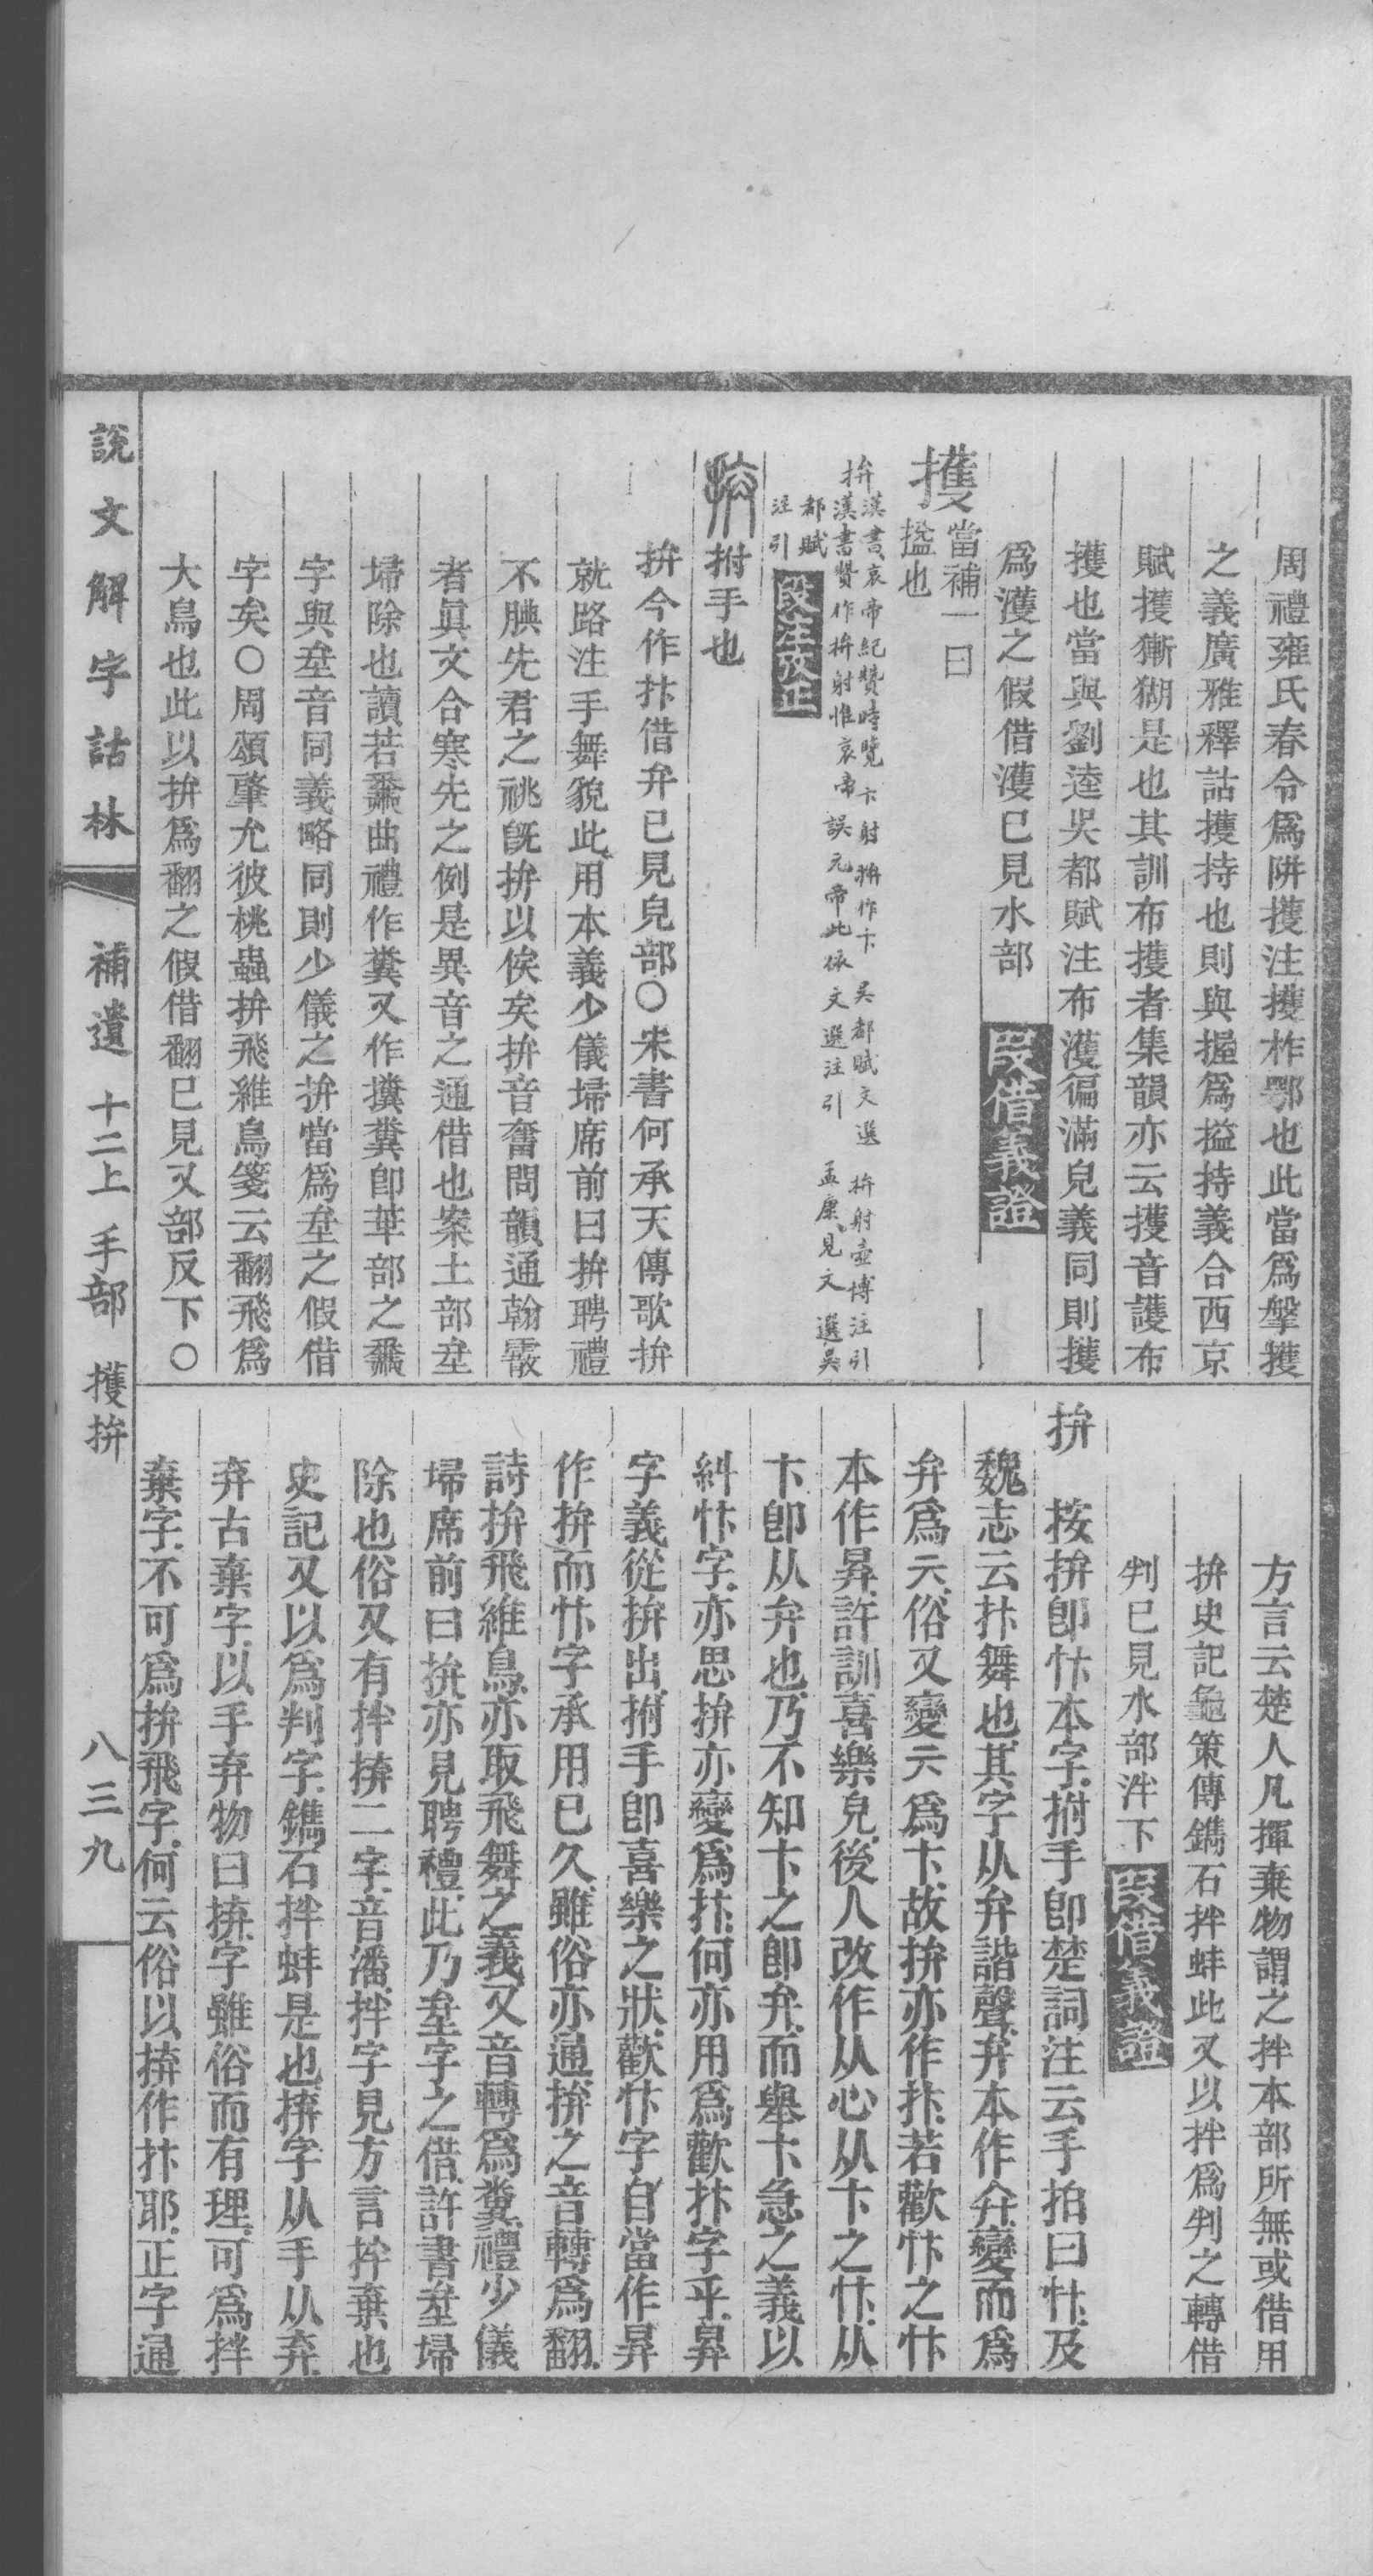 周禮雍氏春令爲阱擭注擭柞鄂也此當爲擊擭
之義廣雅釋詁擭持也則與握爲搤持義合西京
賦擭獑猢是也其訓布擭者集韻亦云擭音護布
擭也當與劉逵吳都賦注布濩徧滿皃義同則擭
爲濩之假借濩已見水部 叚借義證
擭 當補一曰
搤也
拚 漢書哀帝紀贊時覽卞射 拚作卞 吳都賦文選 拚射壺博注引
漢書贊作拚射惟哀帝誤元帝此依文選注引 孟康見文選吳
都賦
注引 段注攷正
拚 拊手也
拚今作抃借弁已見皃部○宋書何承天傳歌拚
就路注手舞貌此用本義少儀埽席前曰拚聘禮
不腆先君之祧旣拚以俟矣拚音奮問韻通翰霰
者眞文合寒先之例是異音之通借也案土部坌
埽除也讀若糞曲禮作糞又作㩔糞卽𠦒部之糞
字與坌音同義略同則少儀之拚當爲坌之假借
字矣○周頌肇允彼桃蟲拚飛維鳥箋云翻飛爲
大鳥也此以拚爲翻之假借翻已見又部反下○
方言云楚人凡揮棄物謂之拌本部所無或借用
拚史記龜策傳鐫石拌蚌此又以拌爲判之轉借
判已見水部泮下 叚借義證
拚 按拚卽忭本字拊手卽楚詞注云手拍曰忭及
魏志云抃舞也其字从弁諧聲弁本作㝸變而爲
弁爲𠫓俗又變𠫓爲卞故拚亦作抃若歡忭之忭
本作昪許訓喜樂皃後人改作从心从卞之忭从
卞卽从弁也乃不知卞之卽弁而舉卞急之義以
糾忭字亦思拚亦變爲抃何亦用爲歡抃字乎昪
字義從拚出拊手卽喜樂之狀歡忭字自當作昪
作拚而忭字承用已久雖俗亦通拚之音轉爲翻
詩拚飛維鳥亦取飛舞之義又音轉爲糞禮少儀
埽席前曰拚亦見聘禮此乃坌字之借許書坌埽
除也俗又有拌㨒二字音潘拌字見方言拌棄也
史記又以爲判字鐫石拌蚌是也㨒字从手从弃
弃古棄字以手弃物曰㨒字雖俗而有理可爲拌
棄字不可爲拚飛字何云俗以㨒作抃耶正字通
說文解字詁林 補遺 十二上 手部 擭拚 八三九